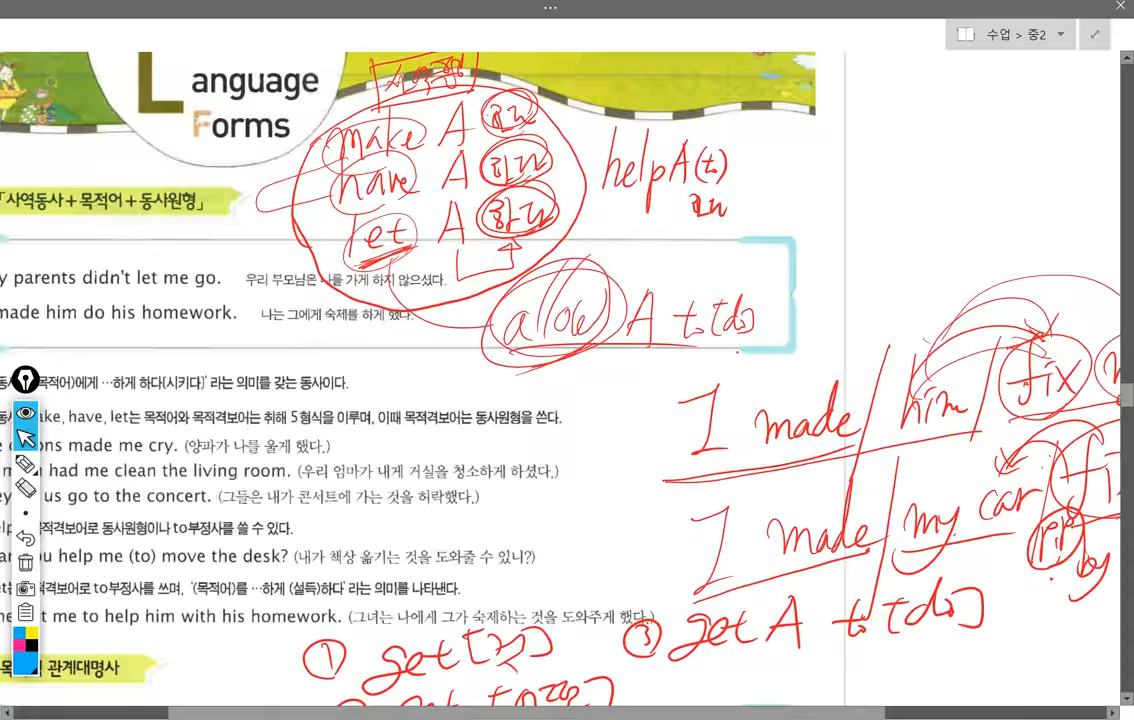 수업 > 중2
Language
Forms
사역동사
make A 하다
have A 하다
let A 하다
help A (to)
하다
「사역동사+목적어+동사원형」
y parents didn't let me go. 우리 부모님은 나를 가게 하지 않으셨다.
made him do his homework. 나는 그에게 숙제를 하게 했다.
allow A to [do]
목적어)에게 …하게 하다(시키다)' 라는 의미를 갖는 동사이다.
ake, have, let는 목적어와 목적격보어를 취해 5형식을 이루며, 이때 목적격보어는 동사원형을 쓴다.
ons made me cry. (양파가 나를 울게 했다.)
had me clean the living room. (우리 엄마가 내게 거실을 청소하게 하셨다.)
us go to the concert. (그들은 내가 콘서트에 가는 것을 허락했다.)
목적격보어로 동사원형이나 to부정사를 쓸 수 있다.
ou help me (to) move the desk? (내가 책상 옮기는 것을 도와줄 수 있니?)
적격보어로 to부정사를 쓰며, '(목적어)를 …하게 (설득)하다' 라는 의미를 나타낸다.
t me to help him with his homework. (그녀는 나에게 그가 숙제하는 것을 도와주게 했다.)
I made / him / fix
I made / my car / fi
p.p by
① get
③ get A to [do]
관계대명사